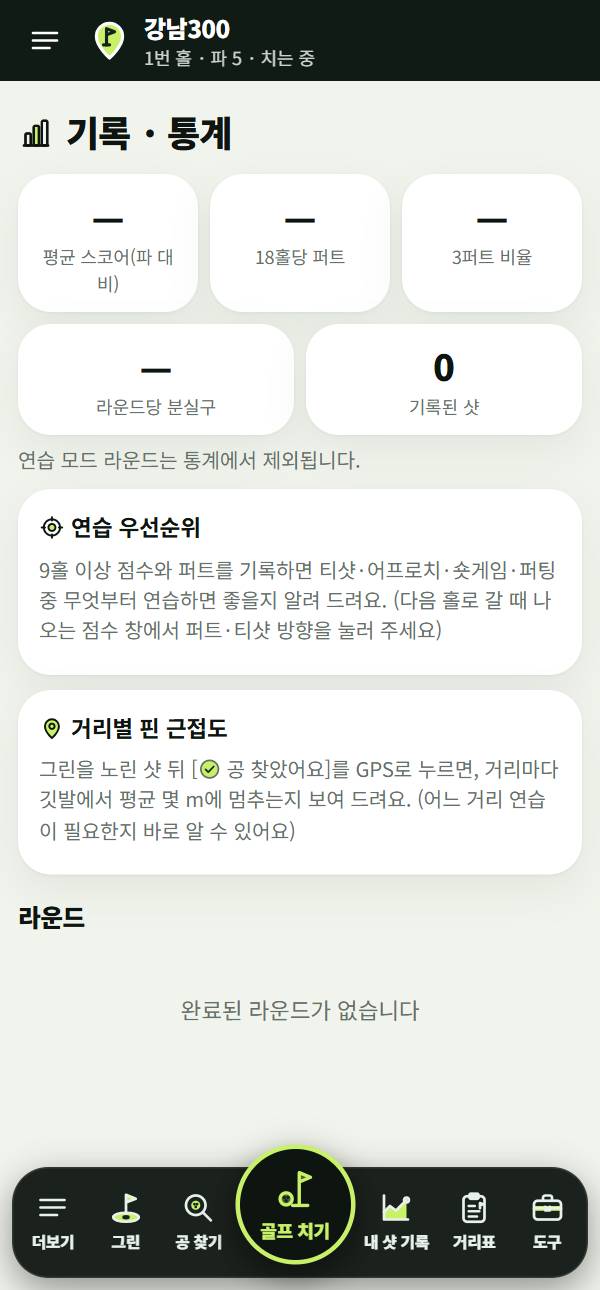 강남300
1번 홀 · 파 5 · 치는 중
기록 · 통계
—
평균 스코어(파 대
비)
—
18홀당 퍼트
—
3퍼트 비율
—
라운드당 분실구
0
기록된 샷
연습 모드 라운드는 통계에서 제외됩니다.
연습 우선순위
9홀 이상 점수와 퍼트를 기록하면 티샷·어프로치·숏게임·퍼팅
중 무엇부터 연습하면 좋을지 알려 드려요. (다음 홀로 갈 때 나
오는 점수 창에서 퍼트·티샷 방향을 눌러 주세요)
거리별 핀 근접도
그린을 노린 샷 뒤 [✓ 공 찾았어요]를 GPS로 누르면, 거리마다
깃발에서 평균 몇 m에 멈추는지 보여 드려요. (어느 거리 연습
이 필요한지 바로 알 수 있어요)
라운드
완료된 라운드가 없습니다
더보기
그린
공 찾기
골프 치기
내 샷 기록
거리표
도구